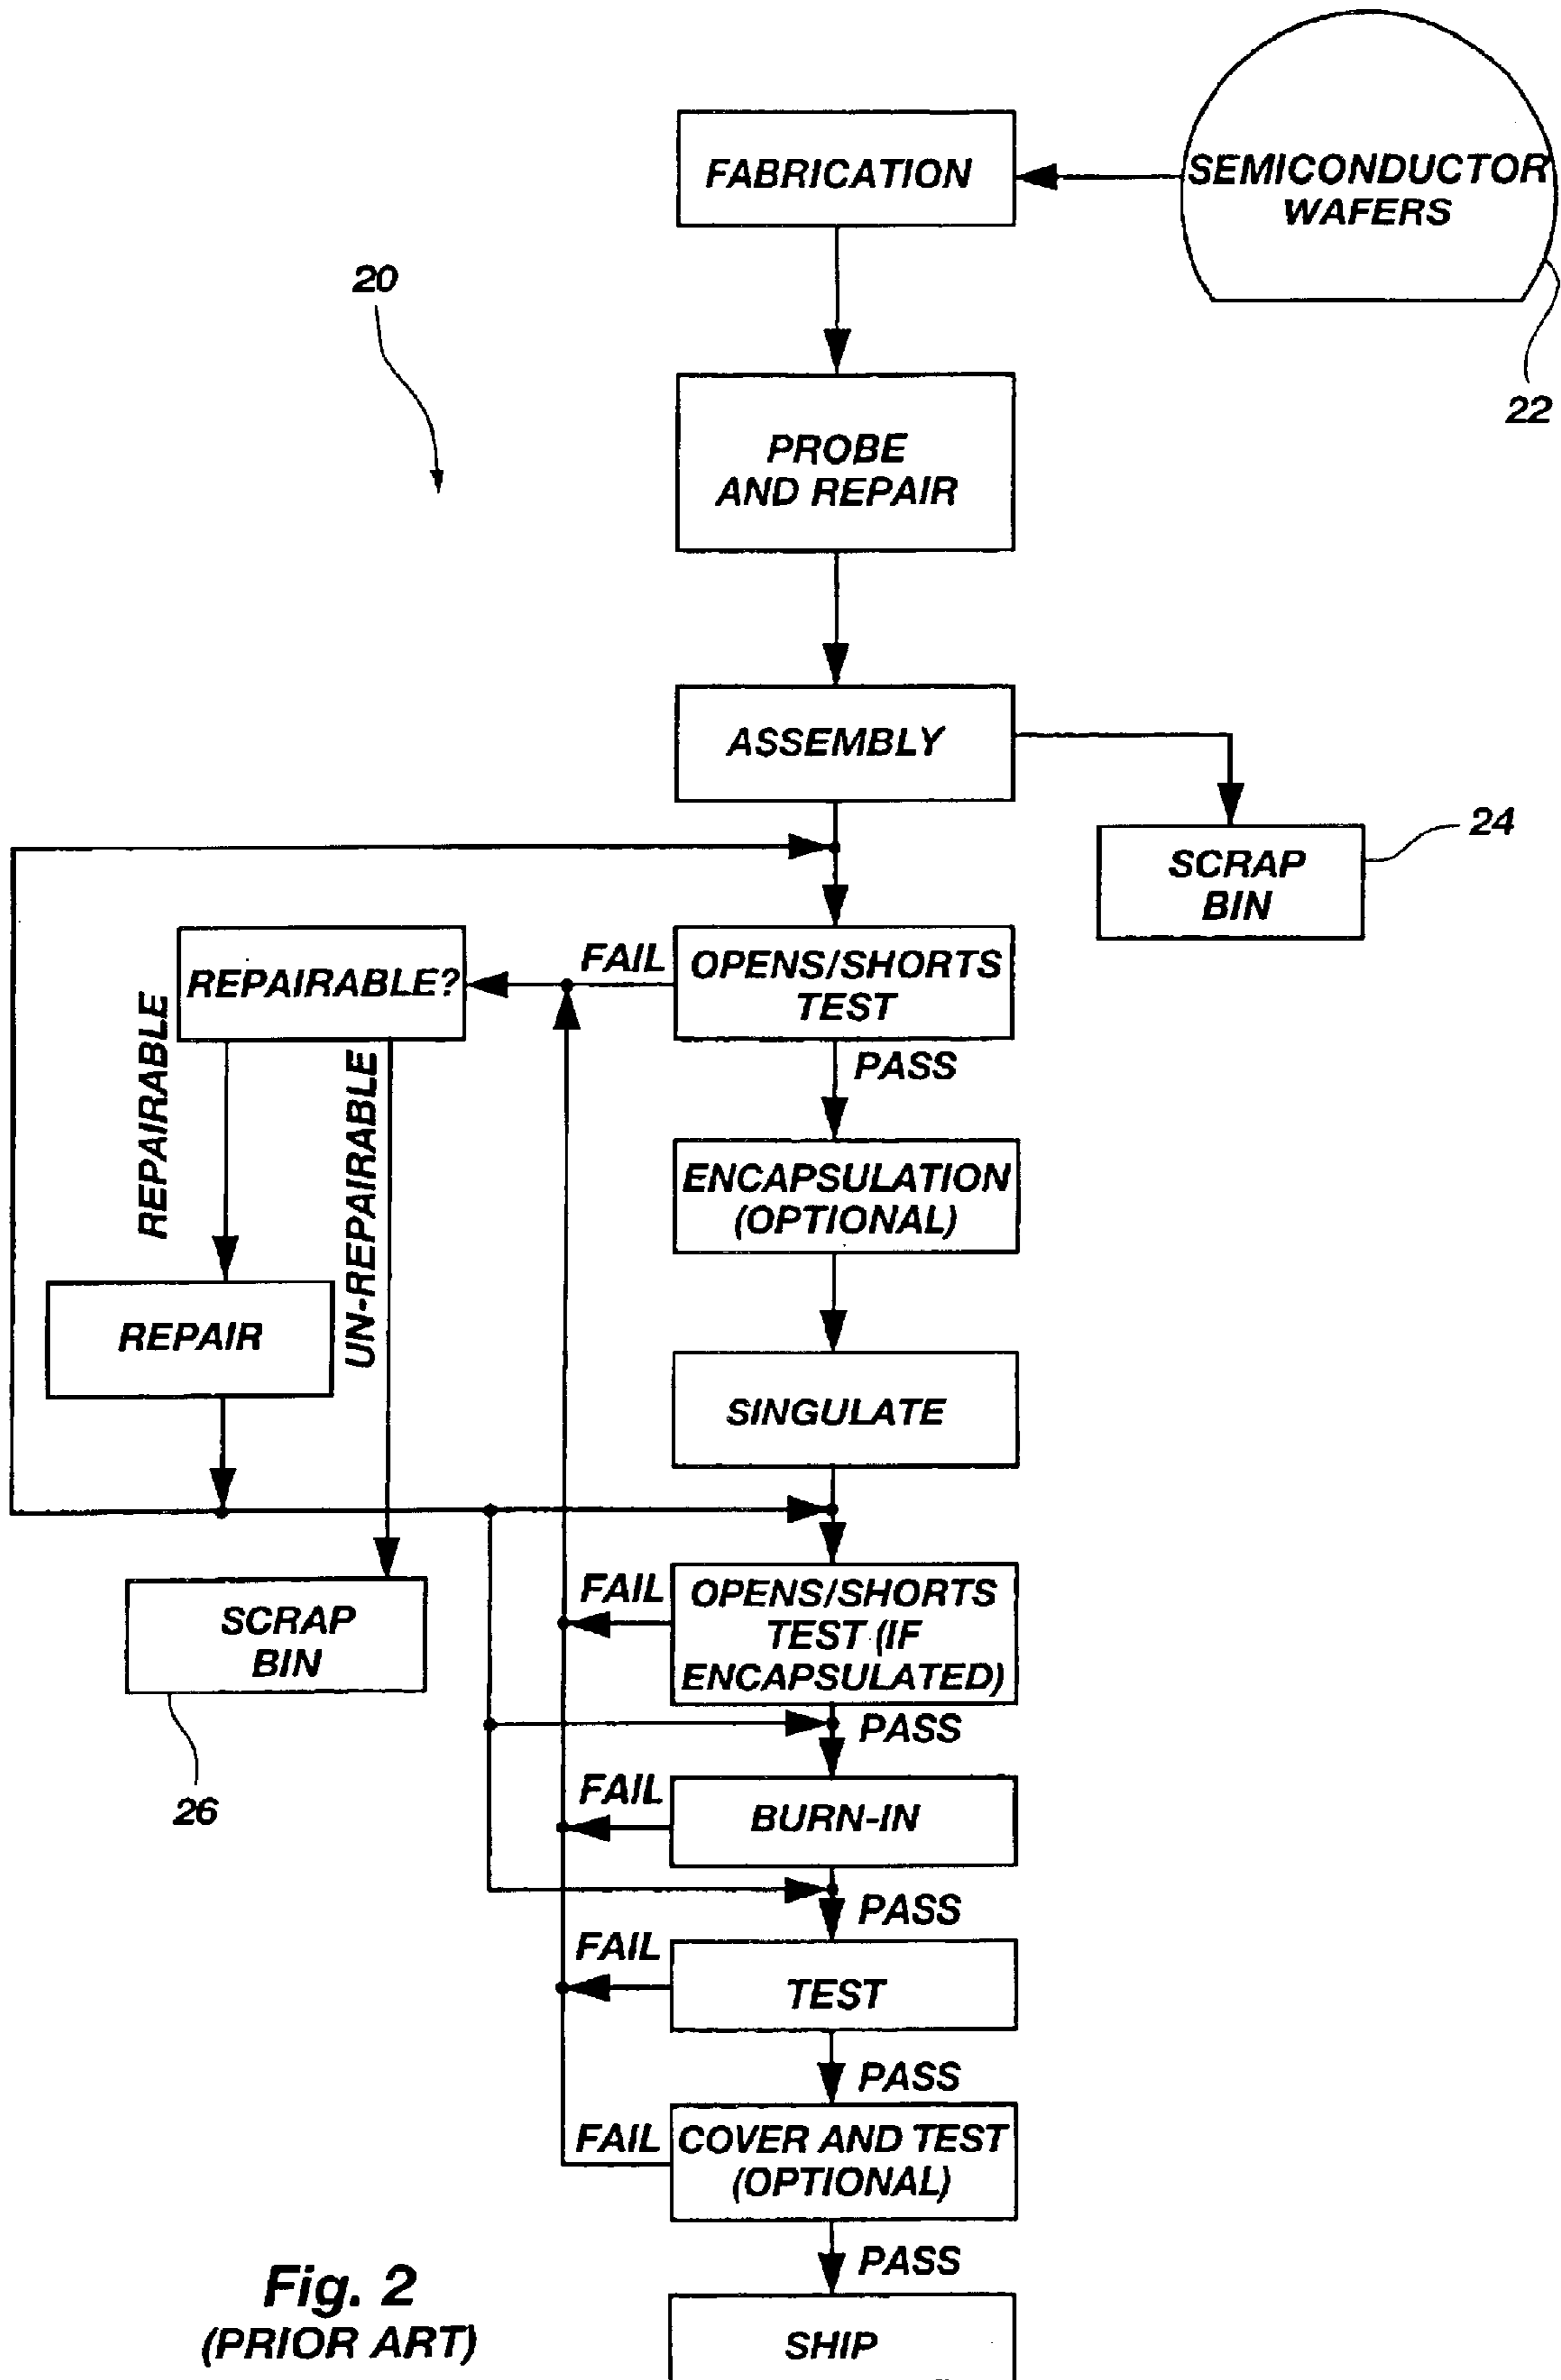 FABRICATION
SEMICONDUCTOR
WAFERS
20
22
PROBE
AND REPAIR
ASSEMBLY
24
SCRAP
BIN
REPAIRABLE?
FAIL
OPENS/SHORTS
TEST
PASS
REPAIRABLE
UN-REPAIRABLE
ENCAPSULATION
(OPTIONAL)
REPAIR
SINGULATE
SCRAP
BIN
26
FAIL
OPENS/SHORTS
TEST (IF
ENCAPSULATED)
PASS
FAIL
BURN-IN
PASS
FAIL
TEST
PASS
FAIL
COVER AND TEST
(OPTIONAL)
PASS
SHIP
Fig. 2
(PRIOR ART)